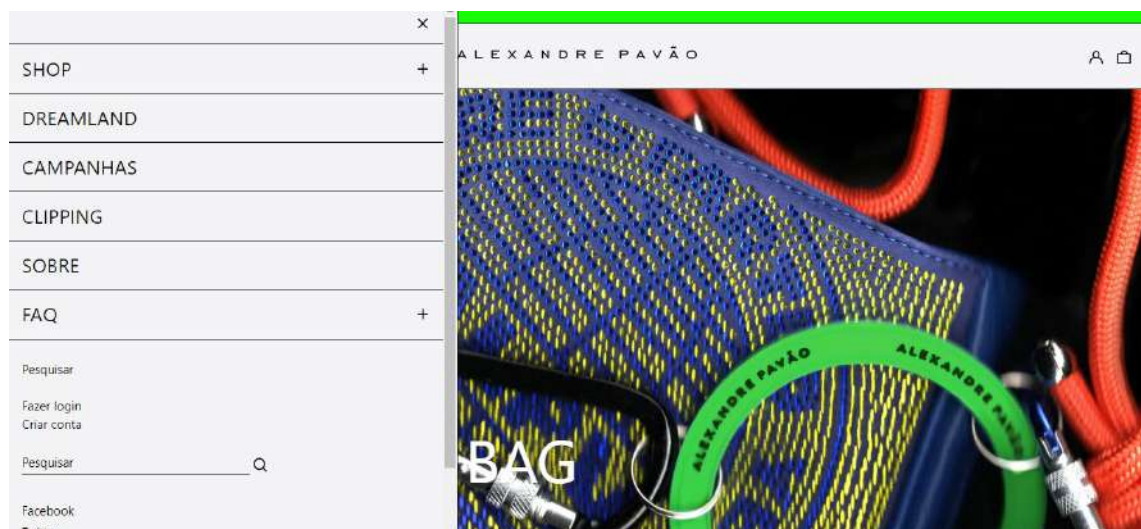 SHOP
DREAMLAND
CAMPANHAS
CLIPPING
SOBRE
FAQ
Pesquisar
Fazer login
Criar conta
Pesquisar
Facebook
ALEXANDRE PAVÃO
ALEXANDRE PAVÃO
ALEXANDRE PAVÃO
BAG